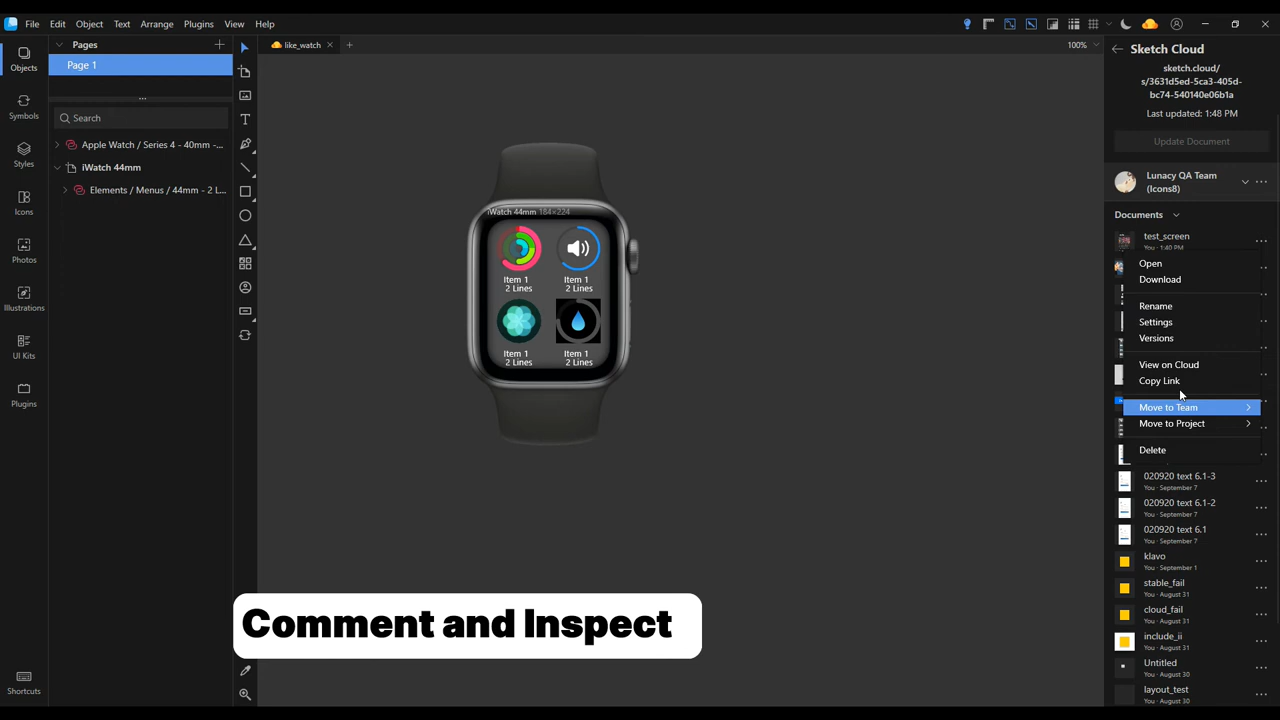 File Edit Object Text Arrange Plugins View Help
Pages
Page 1
Search
Apple Watch / Series 4 - 40mm -...
iWatch 44mm
Elements / Menus / 44mm - 2 L...
Objects
Symbols
Styles
Icons
Photos
Illustrations
UI Kits
Plugins
Shortcuts
like_watch
100%
iWatch 44mm 184×224
Item 1
2 Lines
Item 1
2 Lines
Item 1
2 Lines
Item 1
2 Lines
Comment and Inspect
Sketch Cloud
sketch.cloud/
s/3631d5ed-5ca3-405d-
bc74-540140e06b1a
Last updated: 1:48 PM
Update Document
Lunacy QA Team
(Icons8)
Documents
test_screen
You · 1:40 PM
Open
Download
Rename
Settings
Versions
View on Cloud
Copy Link
Move to Team
Move to Project
Delete
020920 text 6.1-3
You · September 7
020920 text 6.1-2
You · September 7
020920 text 6.1
You · September 7
klavo
You · September 1
stable_fail
You · August 31
cloud_fail
You · August 31
include_ii
You · August 31
Untitled
You · August 30
layout_test
You · August 30